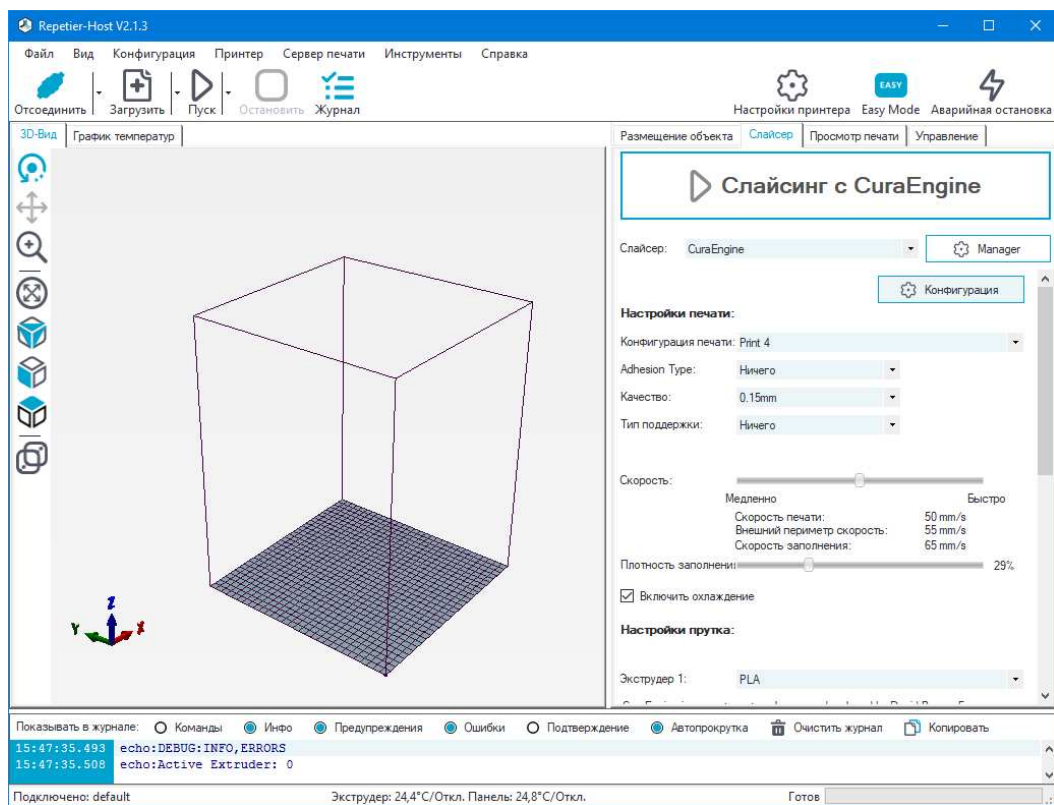 Repetier-Host V2.1.3
Файл Вид Конфигурация Принтер Сервер печати Инструменты Справка
EASY
Отсоединить Загрузить Пуск Остановить Журнал Настройки принтера Easy Mode Аварийная остановка
3D-Вид График температур
Размещение объекта Слайсер Просмотр печати Управление
Слайсинг с CuraEngine
Слайсер: CuraEngine Manager
Конфигурация
Настройки печати:
Конфигурация печати: Print 4
Adhesion Type: Ничего
Качество: 0.15mm
Тип поддержки: Ничего
Скорость:
Медленно Быстро
Скорость печати: 50 mm/s
Внешний периметр скорость: 55 mm/s
Скорость заполнения: 65 mm/s
Плотность заполнени: 29%
Включить охлаждение
Настройки прутка:
Экструдер 1: PLA
Z
Y X
Показывать в журнале: Команды Инфо Предупреждения Ошибки Подтверждение Автопрокрутка Очистить журнал Копировать
15:47:35.493 echo:DEBUG:INFO,ERRORS
15:47:35.508 echo:Active Extruder: 0
Подключено: default Экструдер: 24,4°C/Откл. Панель: 24,8°C/Откл. Готов